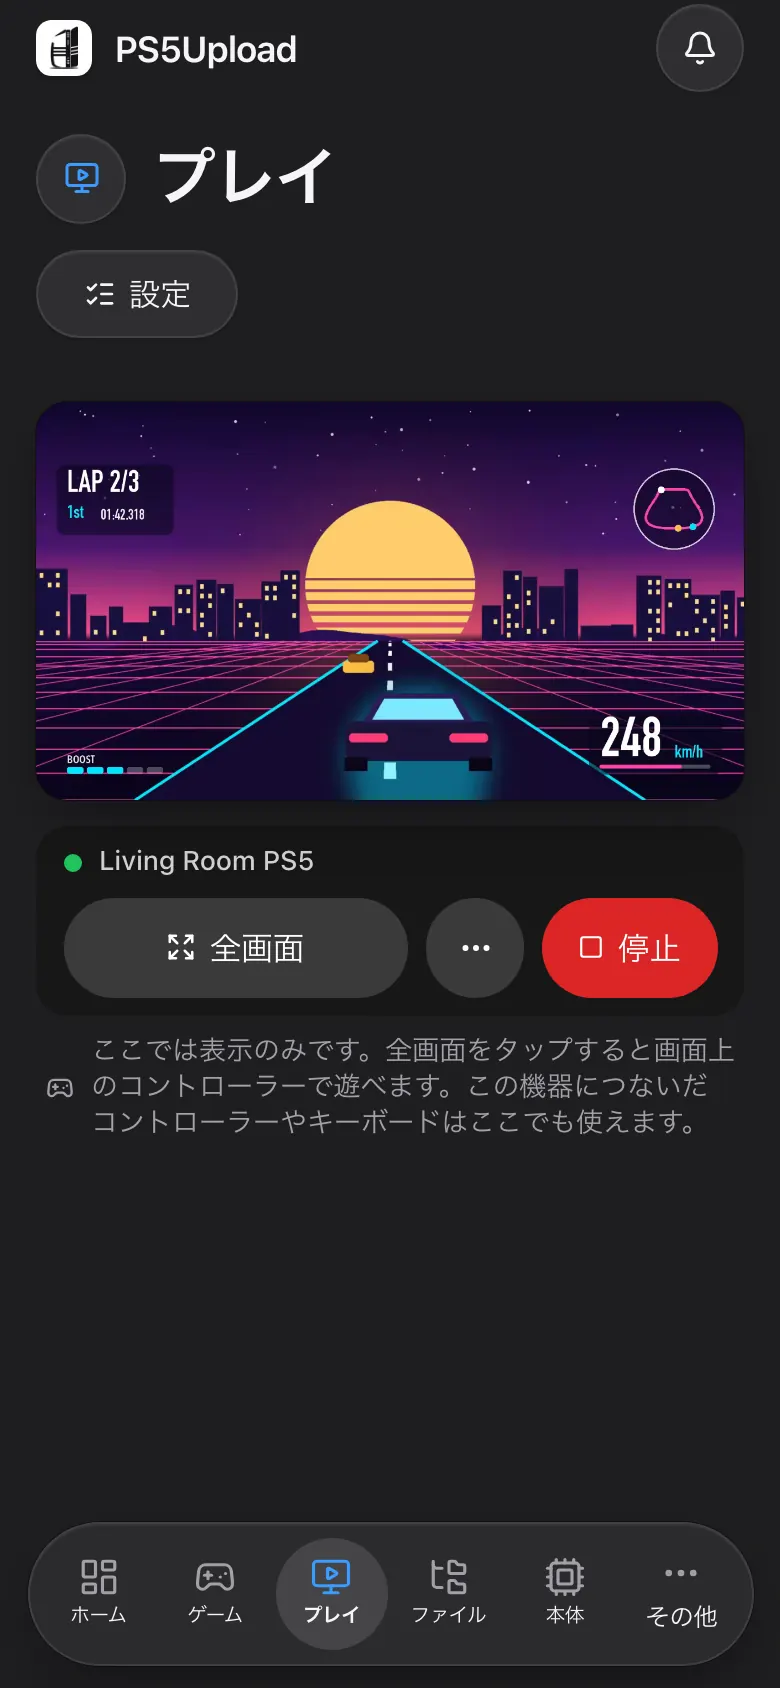 PS5Upload
プレイ
設定
LAP 2/3
1st 01:42.318
BOOST
248 km/h
Living Room PS5
全画面
停止
ここでは表示のみです。全画面をタップすると画面上
のコントローラーで遊べます。この機器につないだ
コントローラーやキーボードはここでも使えます。
ホーム
ゲーム
プレイ
ファイル
本体
その他